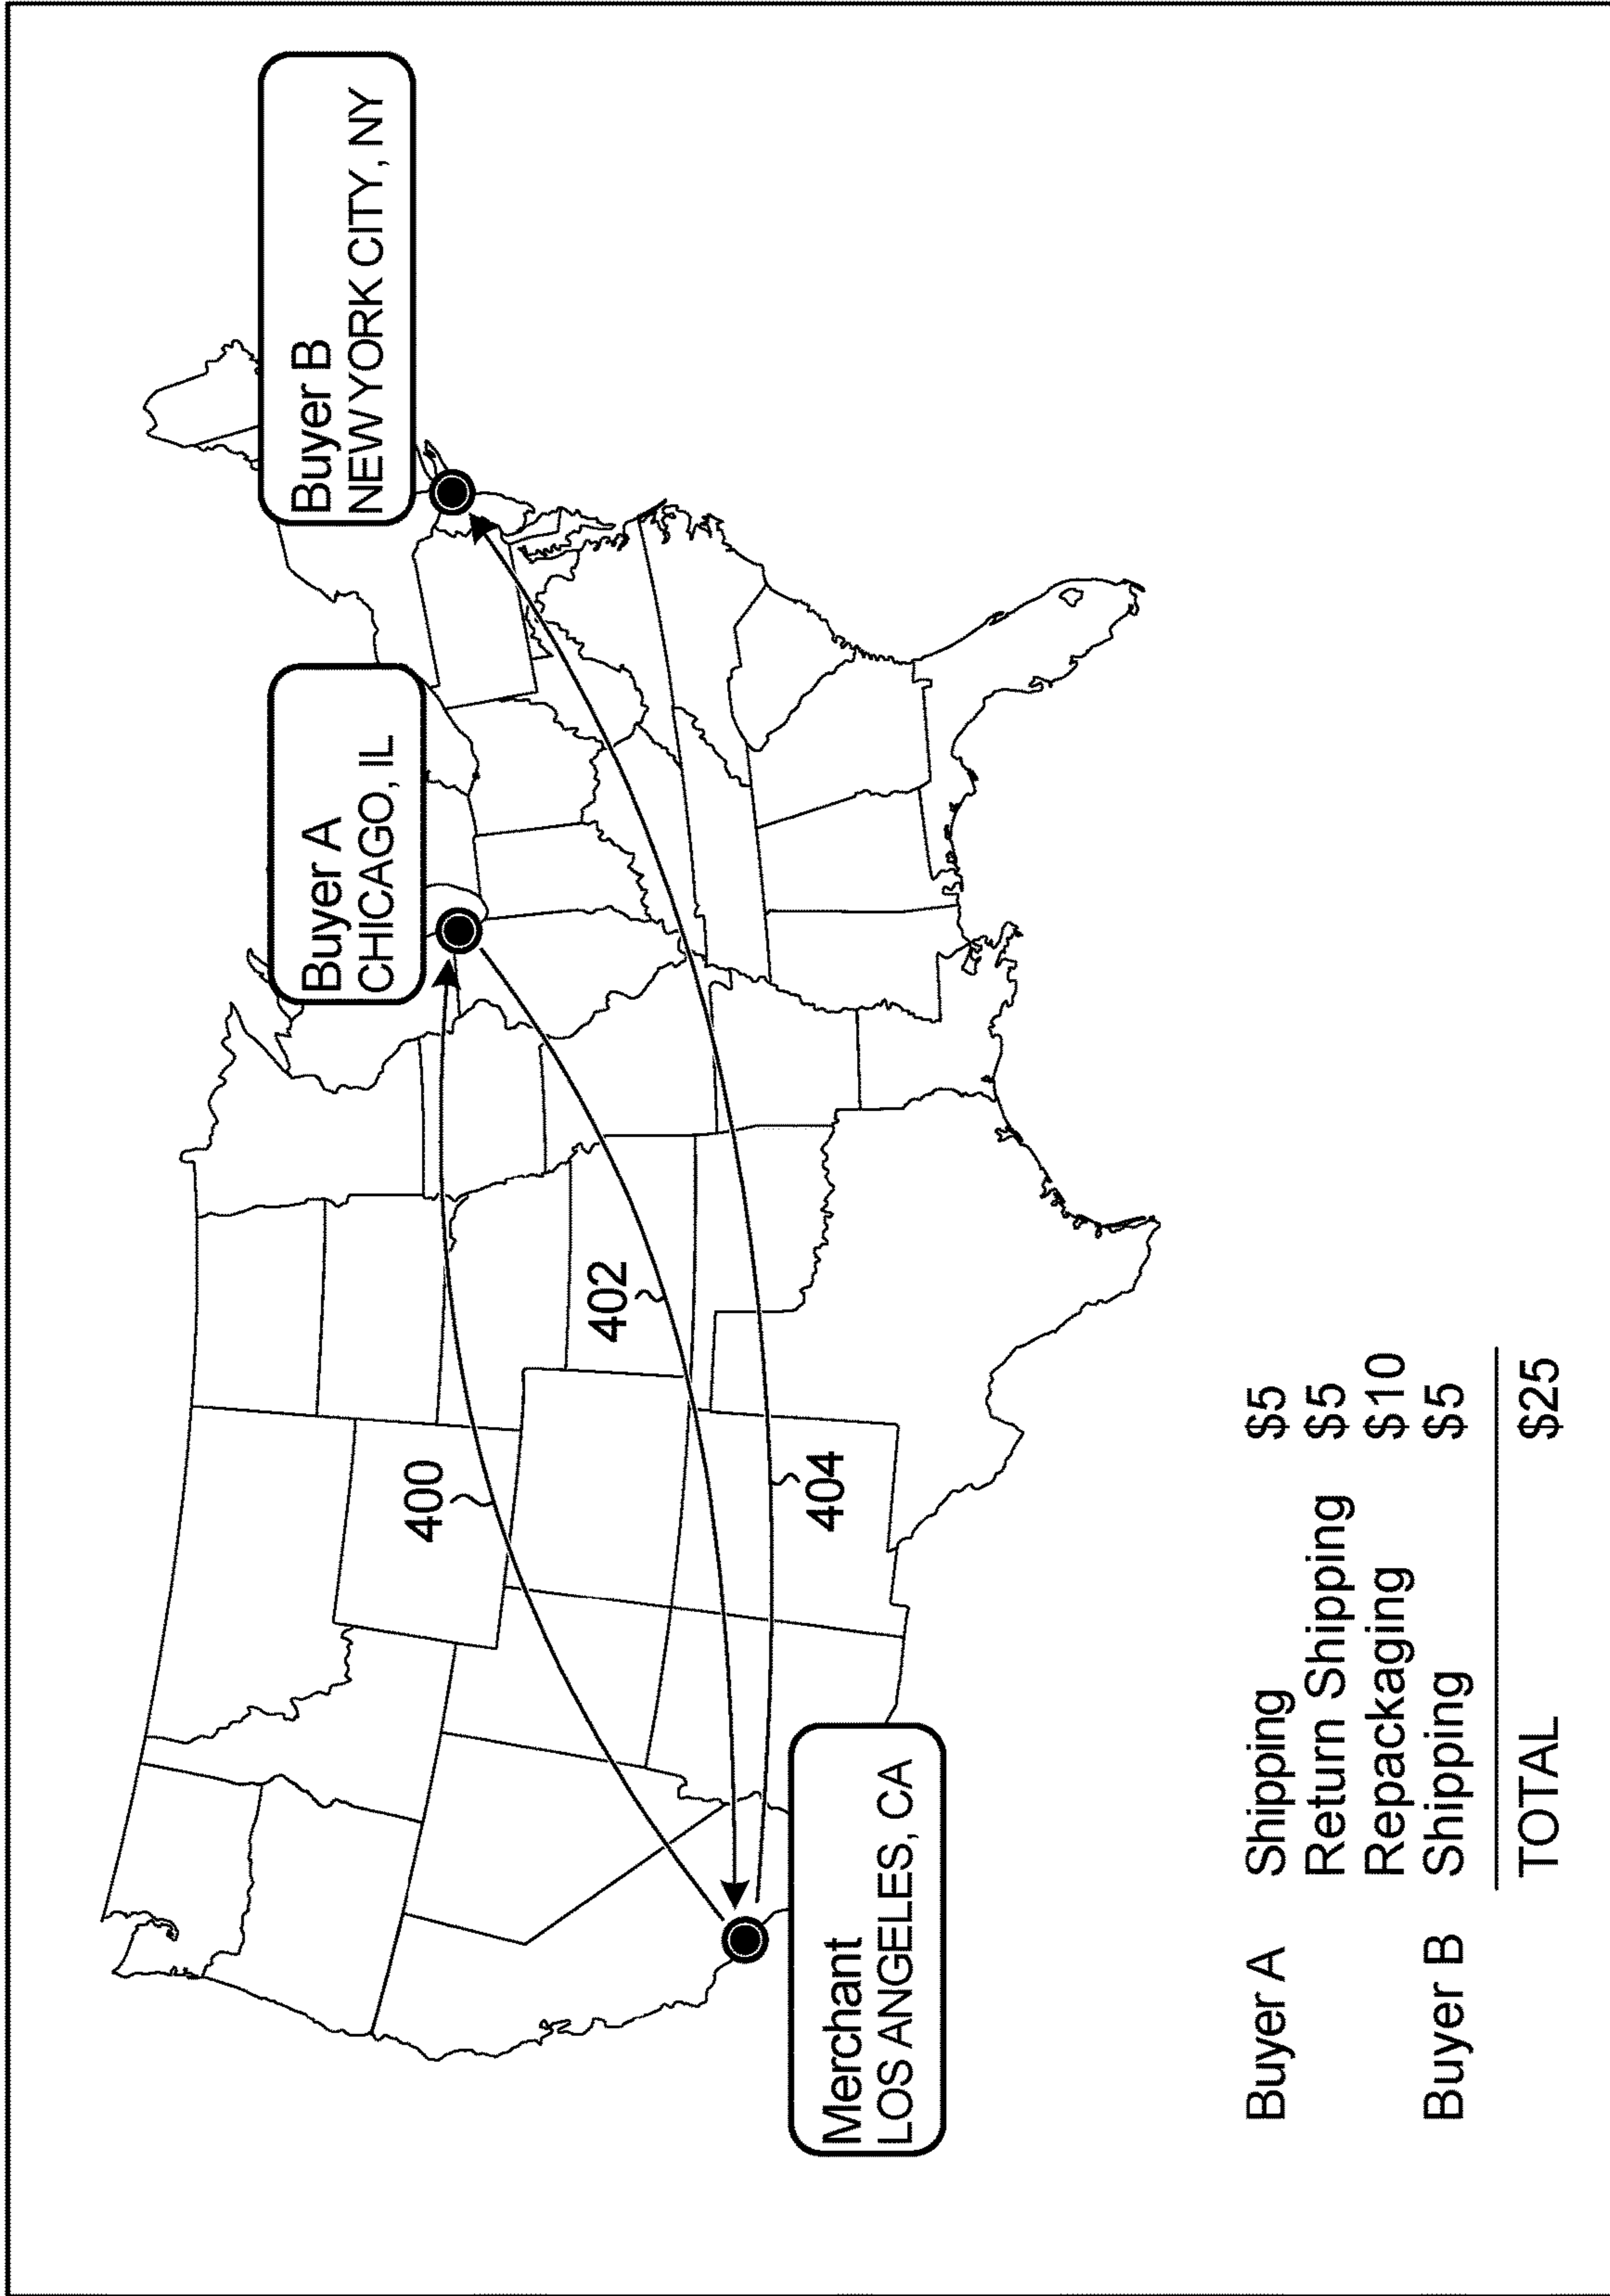 Buyer A
CHICAGO, IL
Buyer B
NEW YORK CITY, NY
400
402
404
Merchant
LOS ANGELES, CA
Buyer A Shipping $5
Return Shipping $5
Repackaging $10
Buyer B Shipping $5
TOTAL $25